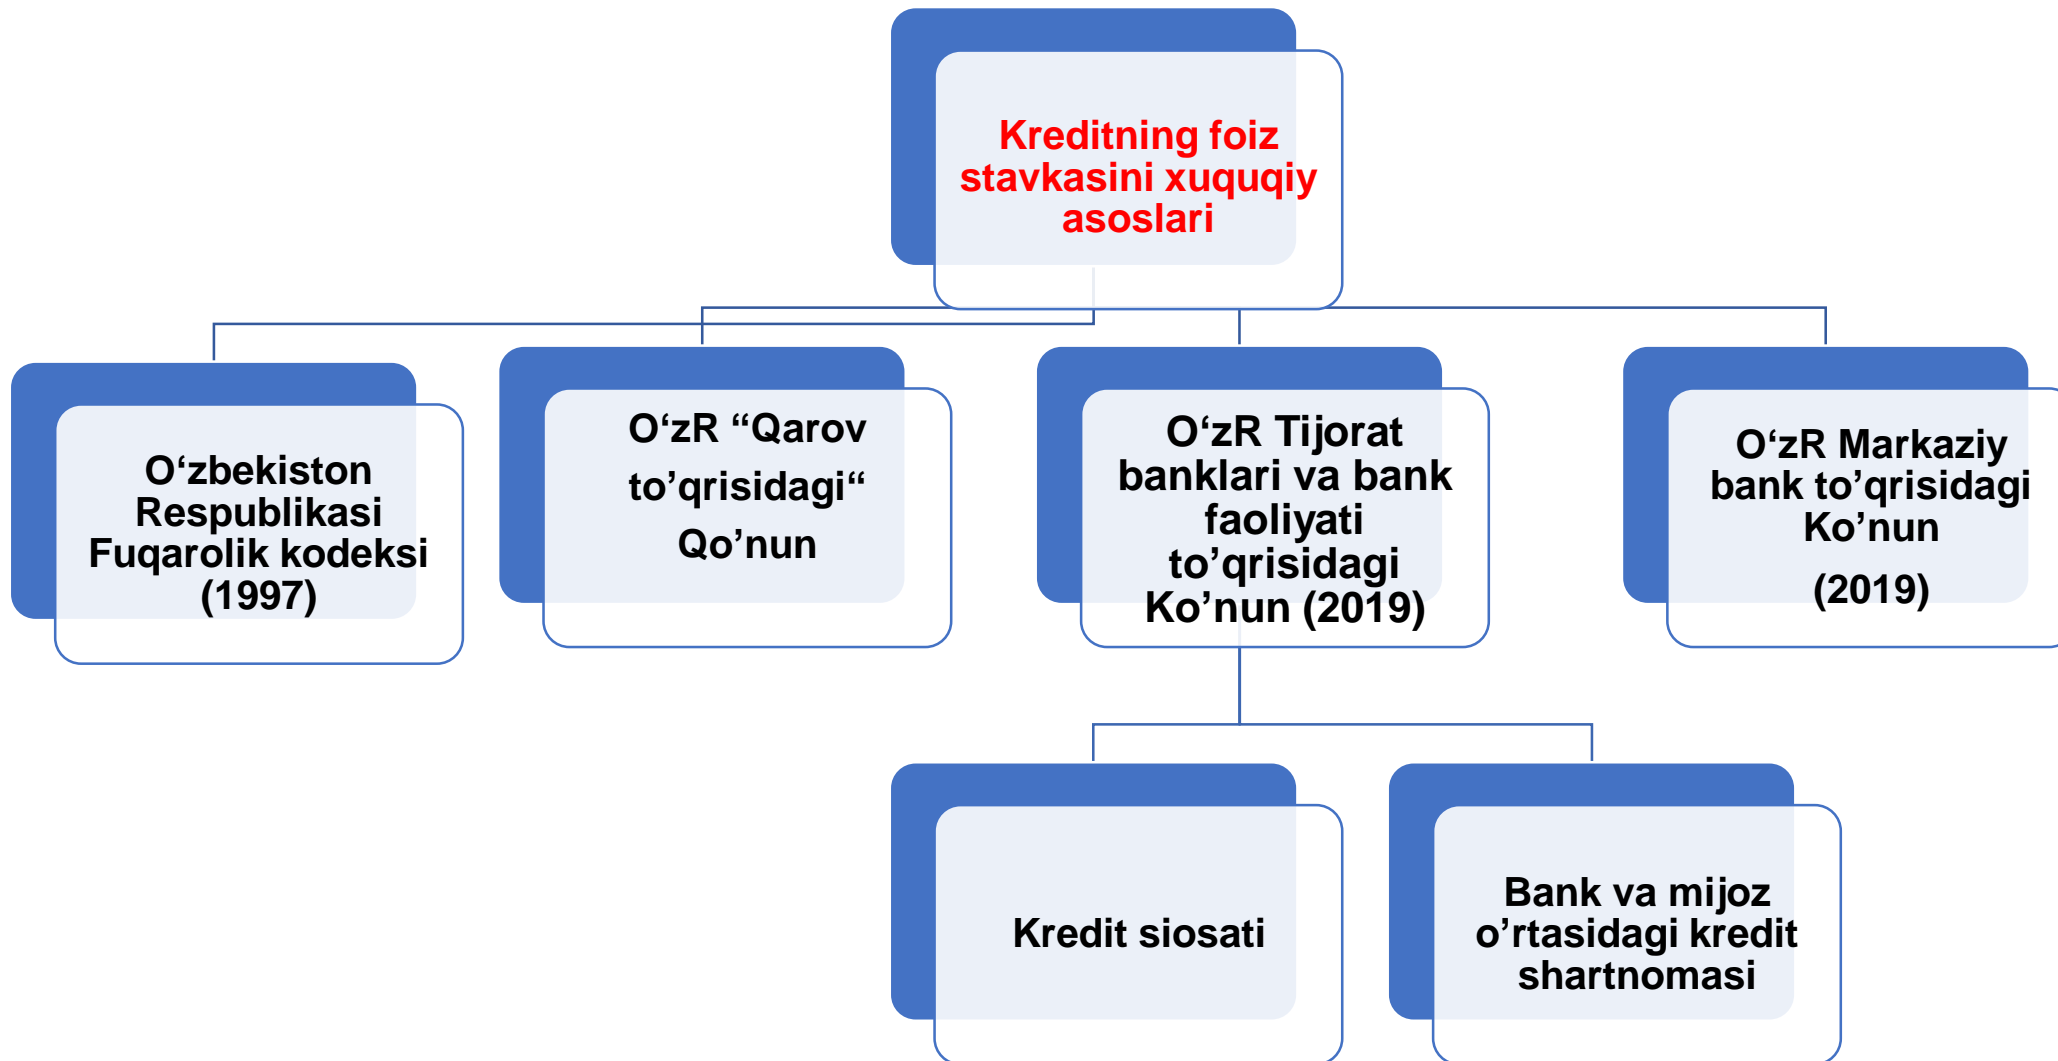 Kreditning foiz
stavkasini xuquqiy
asoslari
O‘zbekiston
Respublikasi
Fuqarolik kodeksi
(1997)
O‘zR “Qarov
to’qrisidagi“
Qo’nun
O‘zR Tijorat
banklari va bank
faoliyati
to’qrisidagi
Ko’nun (2019)
O‘zR Markaziy
bank to’qrisidagi
Ko’nun
(2019)
Kredit siosati
Bank va mijoz
o’rtasidagi kredit
shartnomasi